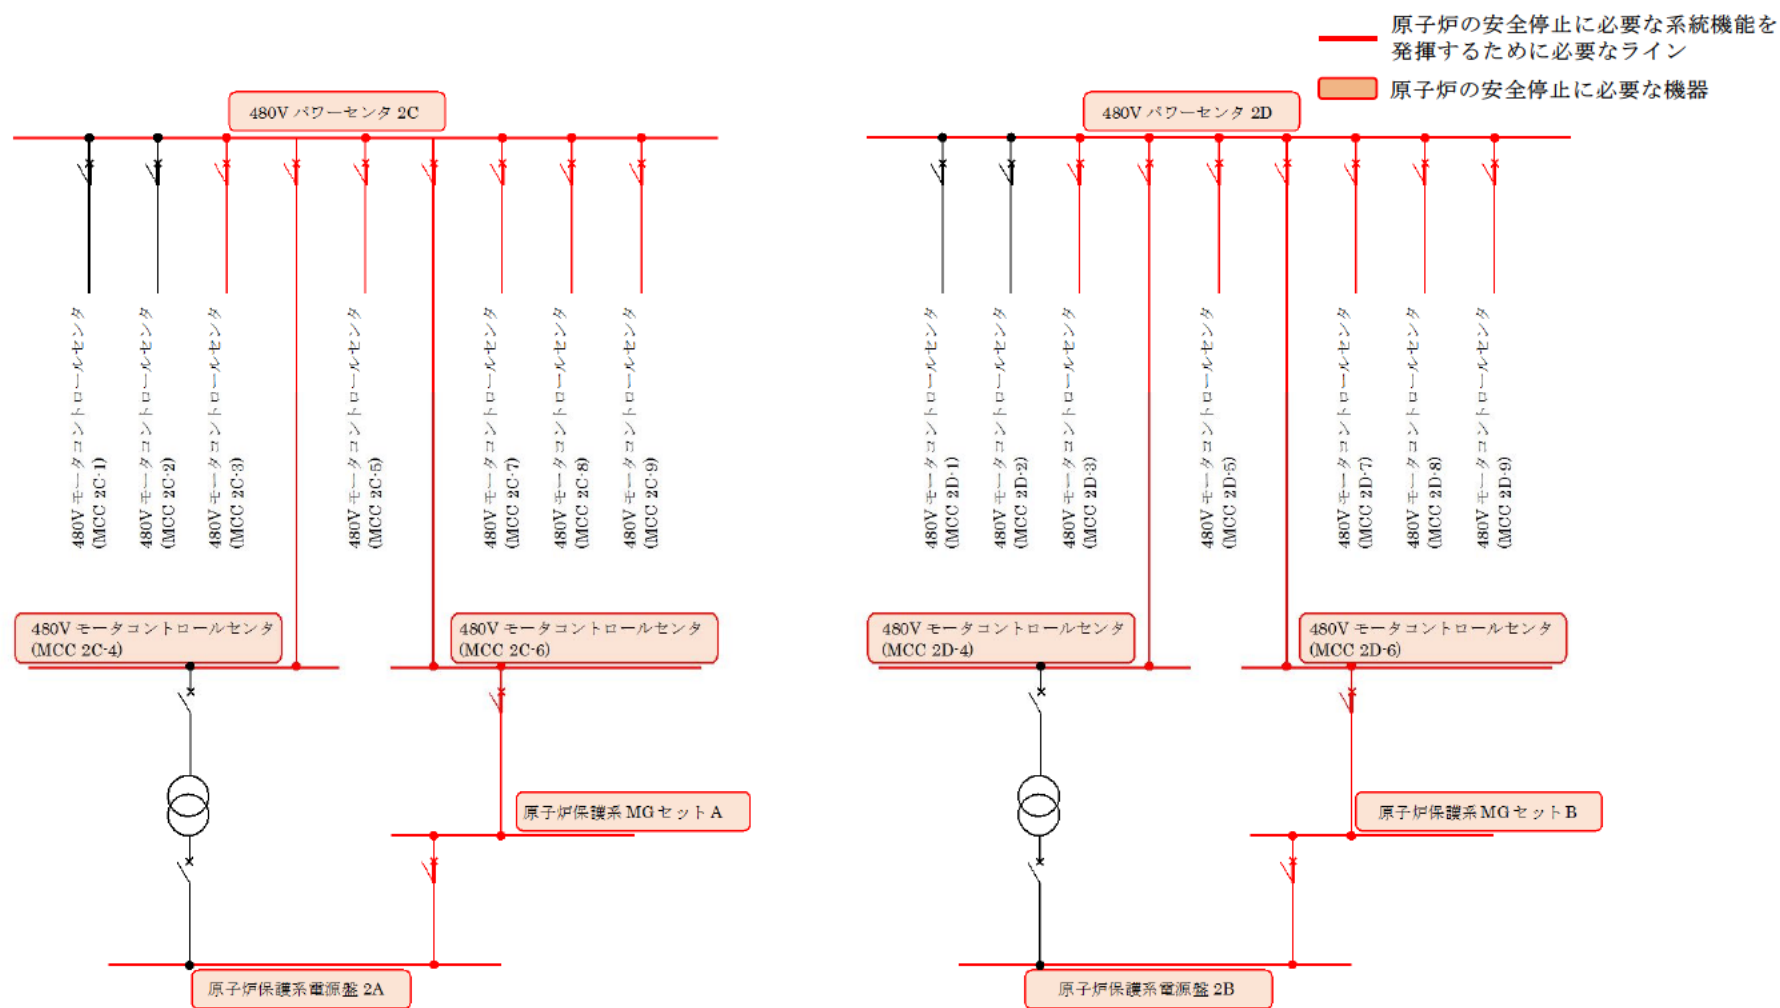 原子炉の安全停止に必要な系統機能を
発揮するために必要なライン
原子炉の安全停止に必要な機器
480V パワーセンタ 2C
480V モータコントロールセンタ
(MCC 2C-1)
480V モータコントロールセンタ
(MCC 2C-2)
480V モータコントロールセンタ
(MCC 2C-3)
480V モータコントロールセンタ
(MCC 2C-5)
480V モータコントロールセンタ
(MCC 2C-7)
480V モータコントロールセンタ
(MCC 2C-8)
480V モータコントロールセンタ
(MCC 2C-9)
480V モータコントロールセンタ
(MCC 2C-4)
480V モータコントロールセンタ
(MCC 2C-6)
原子炉保護系 MG セット A
原子炉保護系電源盤 2A
480V パワーセンタ 2D
480V モータコントロールセンタ
(MCC 2D-1)
480V モータコントロールセンタ
(MCC 2D-2)
480V モータコントロールセンタ
(MCC 2D-3)
480V モータコントロールセンタ
(MCC 2D-5)
480V モータコントロールセンタ
(MCC 2D-7)
480V モータコントロールセンタ
(MCC 2D-8)
480V モータコントロールセンタ
(MCC 2D-9)
480V モータコントロールセンタ
(MCC 2D-4)
480V モータコントロールセンタ
(MCC 2D-6)
原子炉保護系 MG セット B
原子炉保護系電源盤 2B